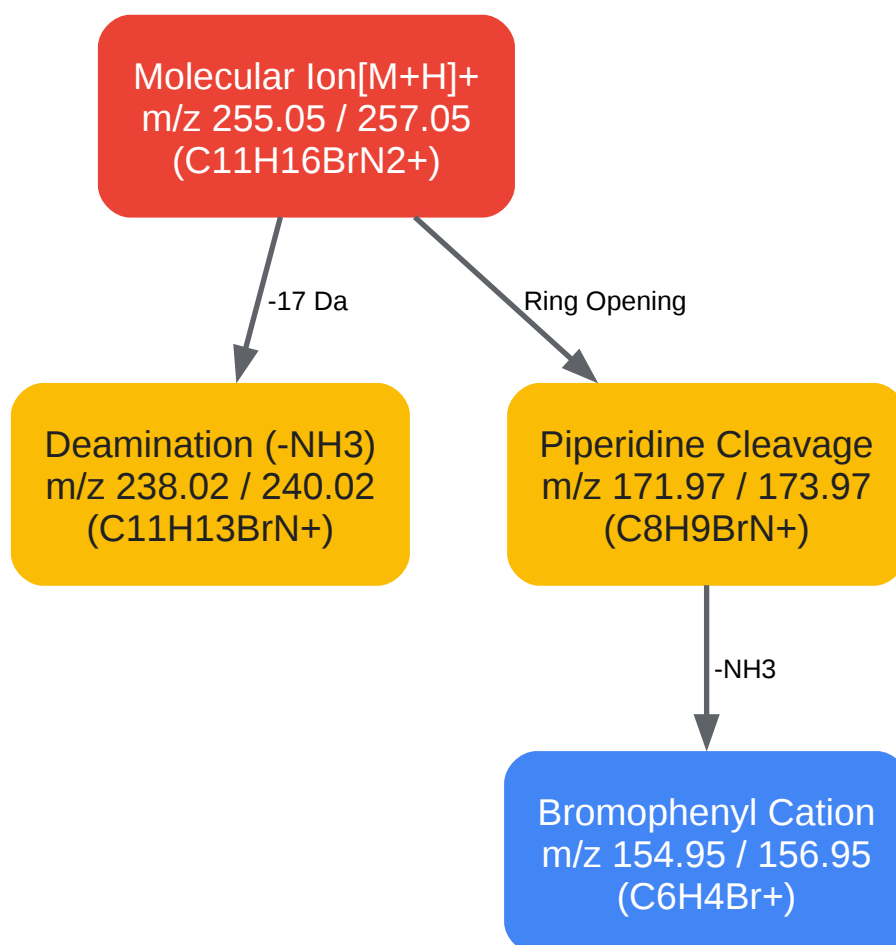 Molecular Ion[M+H]+
m/z 255.05 / 257.05
(C11H16BrN2+)
-17 Da
Ring Opening
Deamination (-NH3)
m/z 238.02 / 240.02
(C11H13BrN+)
Piperidine Cleavage
m/z 171.97 / 173.97
(C8H9BrN+)
-NH3
Bromophenyl Cation
m/z 154.95 / 156.95
(C6H4Br+)